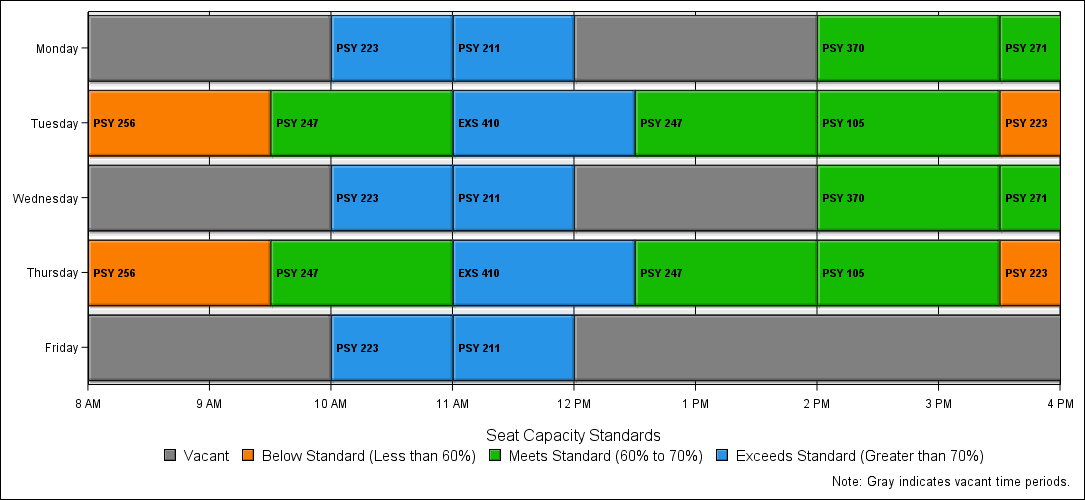 Monday PSY 223 PSY 211 PSY 370 PSY 271
Tuesday PSY 256 PSY 247 EXS 410 PSY 247 PSY 105 PSY 223
Wednesday PSY 223 PSY 211 PSY 370 PSY 271
Thursday PSY 256 PSY 247 EXS 410 PSY 247 PSY 105 PSY 223
Friday PSY 223 PSY 211
8 AM 9 AM 10 AM 11 AM 12 PM 1 PM 2 PM 3 PM 4 PM
Seat Capacity Standards
Vacant Below Standard (Less than 60%) Meets Standard (60% to 70%) Exceeds Standard (Greater than 70%)
Note: Gray indicates vacant time periods.